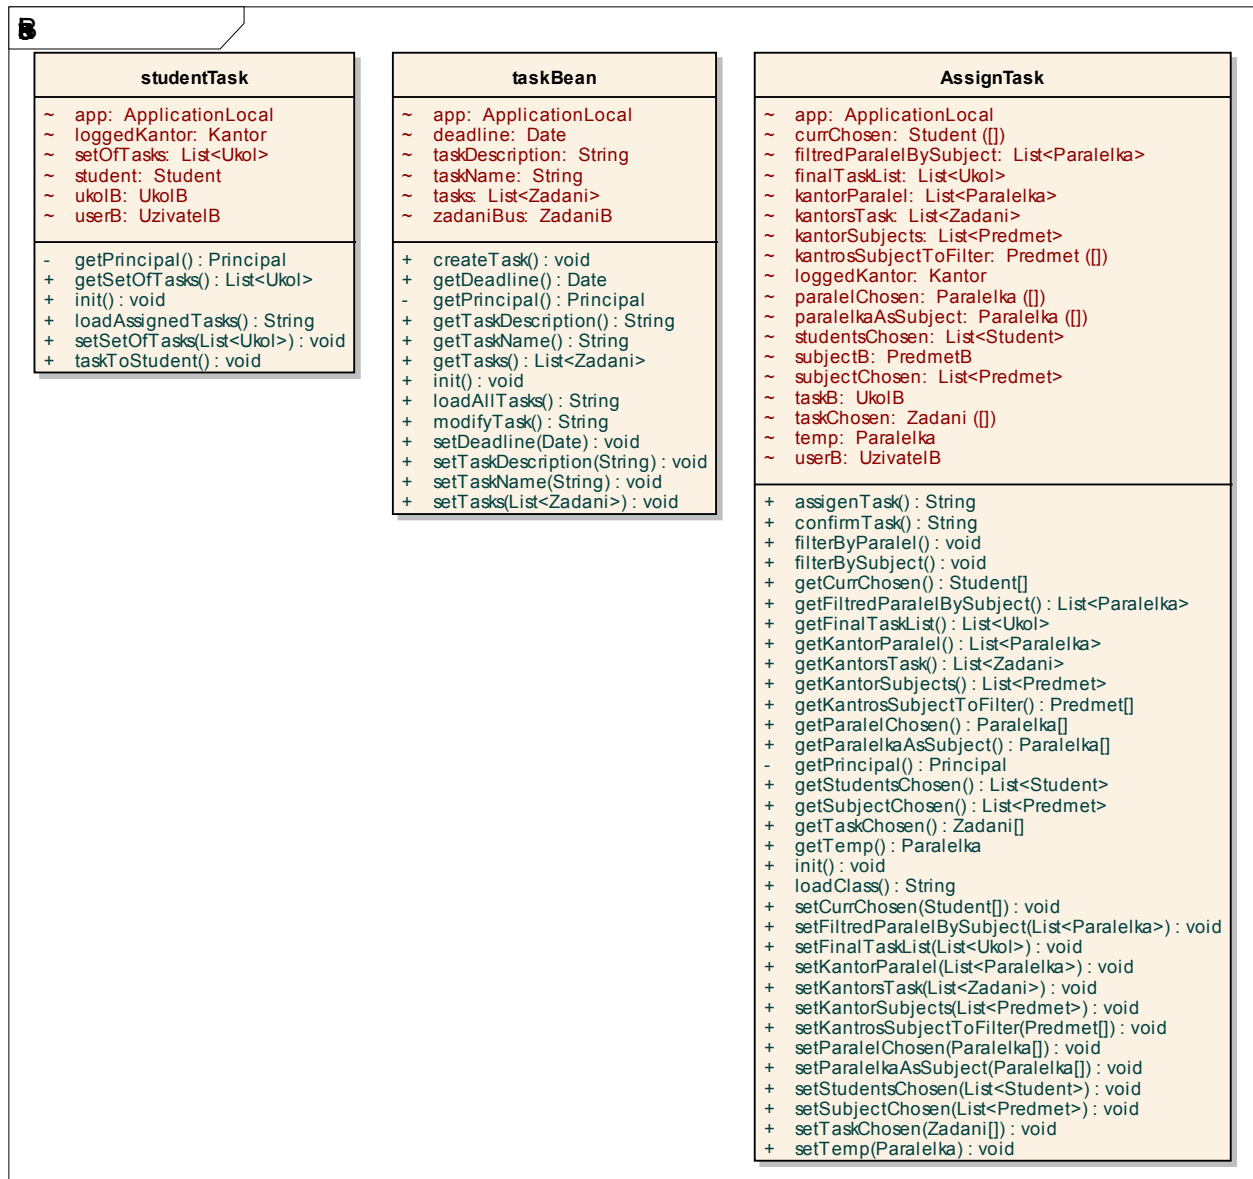 studentTask
~ app: ApplicationLocal
~ loggedKantor: Kantor
~ setOfTasks: List<Ukol>
~ student: Student
~ ukolB: UkolB
~ userB: UzivatelB
- getPrincipal() : Principal
+ getSetOfTasks() : List<Ukol>
+ init() : void
+ loadAssignedTasks() : String
+ setSetOfTasks(List<Ukol>) : void
+ taskToStudent() : void
taskBean
~ app: ApplicationLocal
~ deadline: Date
~ taskDescription: String
~ taskName: String
~ tasks: List<Zadani>
~ zadaniBus: ZadaniB
+ createTask() : void
+ getDeadline() : Date
- getPrincipal() : Principal
+ getTaskDescription() : String
+ getTaskName() : String
+ getTasks() : List<Zadani>
+ init() : void
+ loadAllTasks() : String
+ modifyTask() : String
+ setDeadline(Date) : void
+ setTaskDescription(String) : void
+ setTaskName(String) : void
+ setTasks(List<Zadani>) : void
AssignTask
~ app: ApplicationLocal
~ currChosen: Student ([])
~ filtredParalelBySubject: List<Paralelka>
~ finalTaskList: List<Ukol>
~ kantorParalel: List<Paralelka>
~ kantorsTask: List<Zadani>
~ kantorSubjects: List<Predmet>
~ kantrosSubjectToFilter: Predmet ([])
~ loggedKantor: Kantor
~ paralelChosen: Paralelka ([])
~ paralelkaAsSubject: Paralelka ([])
~ studentsChosen: List<Student>
~ subjectB: PredmetB
~ subjectChosen: List<Predmet>
~ taskB: UkolB
~ taskChosen: Zadani ([])
~ temp: Paralelka
~ userB: UzivatelB
+ assigenTask() : String
+ confirmTask() : String
+ filterByParalel() : void
+ filterBySubject() : void
+ getCurrChosen() : Student[]
+ getFiltredParalelBySubject() : List<Paralelka>
+ getFinalTaskList() : List<Ukol>
+ getKantorParalel() : List<Paralelka>
+ getKantorsTask() : List<Zadani>
+ getKantorSubjects() : List<Predmet>
+ getKantrosSubjectToFilter() : Predmet[]
+ getParalelChosen() : Paralelka[]
+ getParalelkaAsSubject() : Paralelka[]
- getPrincipal() : Principal
+ getStudentsChosen() : List<Student>
+ getSubjectChosen() : List<Predmet>
+ getTaskChosen() : Zadani[]
+ getTemp() : Paralelka
+ init() : void
+ loadClass() : String
+ setCurrChosen(Student[]) : void
+ setFiltredParalelBySubject(List<Paralelka>) : void
+ setFinalTaskList(List<Ukol>) : void
+ setKantorParalel(List<Paralelka>) : void
+ setKantorsTask(List<Zadani>) : void
+ setKantorSubjects(List<Predmet>) : void
+ setKantrosSubjectToFilter(Predmet[]) : void
+ setParalelChosen(Paralelka[]) : void
+ setParalelkaAsSubject(Paralelka[]) : void
+ setStudentsChosen(List<Student>) : void
+ setSubjectChosen(List<Predmet>) : void
+ setTaskChosen(Zadani[]) : void
+ setTemp(Paralelka) : void